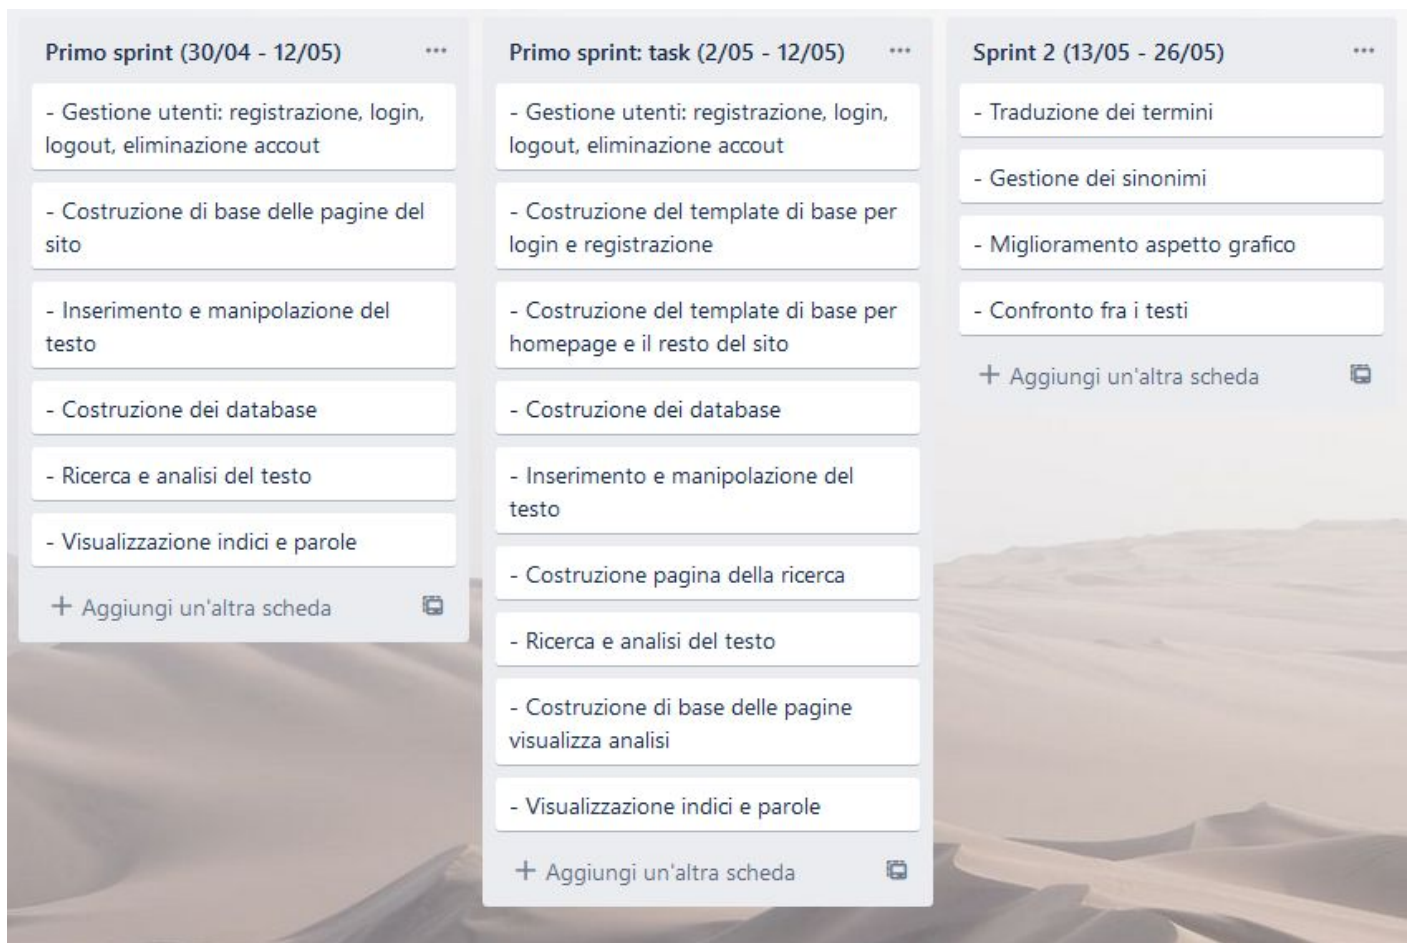 Primo sprint (30/04 - 12/05)
- Gestione utenti: registrazione, login,
logout, eliminazione accout
- Costruzione di base delle pagine del
sito
- Inserimento e manipolazione del
testo
- Costruzione dei database
- Ricerca e analisi del testo
- Visualizzazione indici e parole
+ Aggiungi un'altra scheda
Primo sprint: task (2/05 - 12/05)
- Gestione utenti: registrazione, login,
logout, eliminazione accout
- Costruzione del template di base per
login e registrazione
- Costruzione del template di base per
homepage e il resto del sito
- Costruzione dei database
- Inserimento e manipolazione del
testo
- Costruzione pagina della ricerca
- Ricerca e analisi del testo
- Costruzione di base delle pagine
visualizza analisi
- Visualizzazione indici e parole
+ Aggiungi un'altra scheda
Sprint 2 (13/05 - 26/05)
- Traduzione dei termini
- Gestione dei sinonimi
- Miglioramento aspetto grafico
- Confronto fra i testi
+ Aggiungi un'altra scheda